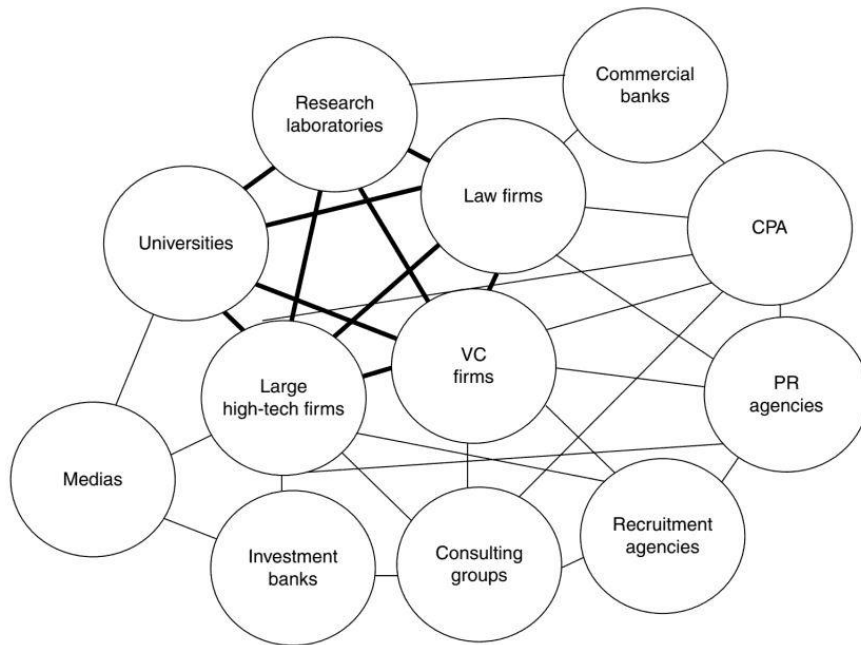 Commercial
banks
Research
laboratories
Law firms
CPA
Universities
VC
firms
Large
high-tech firms
PR
agencies
Medias
Investment
banks
Consulting
groups
Recruitment
agencies